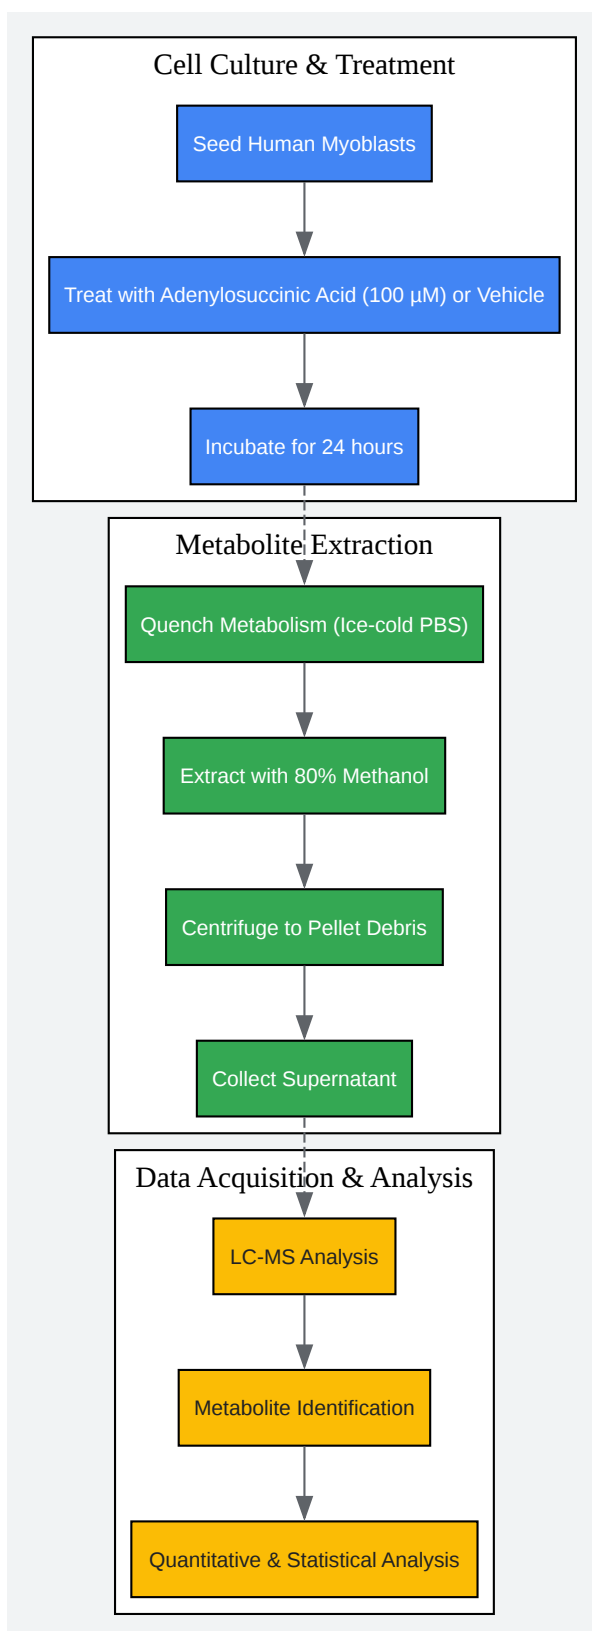 Cell Culture & Treatment
Seed Human Myoblasts
Treat with Adenylosuccinic Acid (100 µM) or Vehicle
Incubate for 24 hours
Metabolite Extraction
Quench Metabolism (Ice-cold PBS)
Extract with 80% Methanol
Centrifuge to Pellet Debris
Collect Supernatant
Data Acquisition & Analysis
LC-MS Analysis
Metabolite Identification
Quantitative & Statistical Analysis